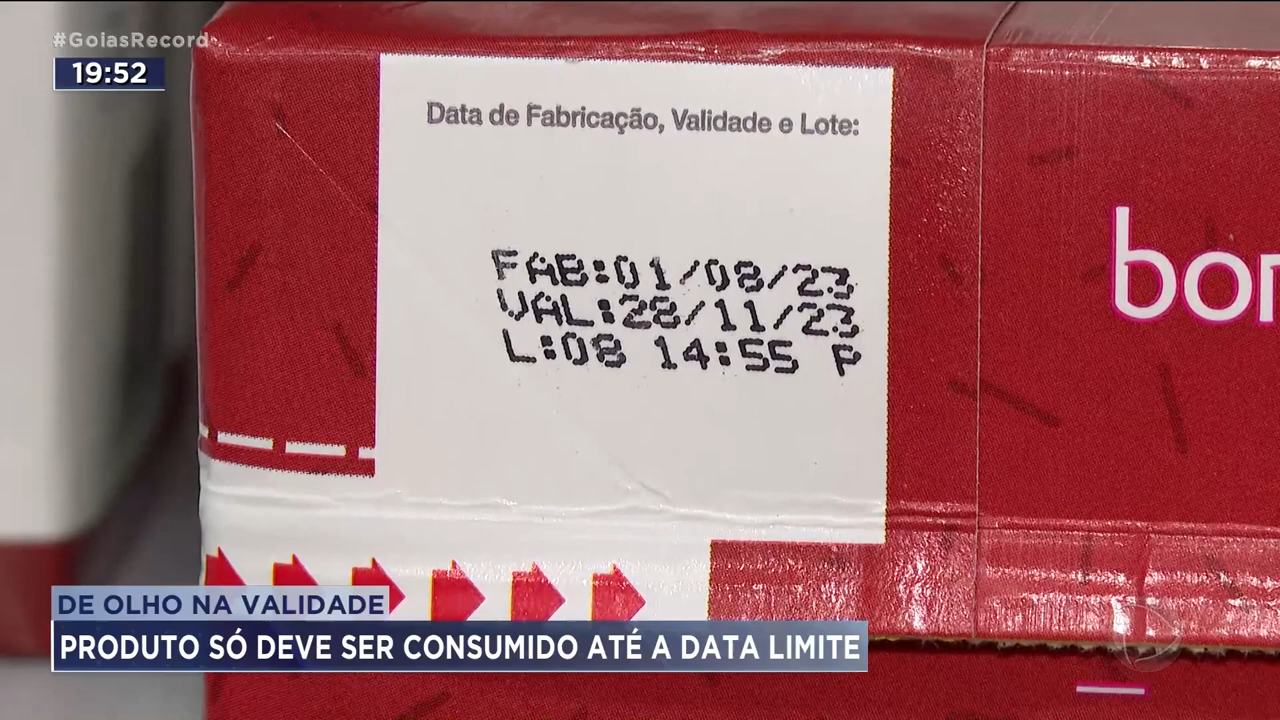 #GoiasRecord
19:52
Data de Fabricação, Validade e Lote:
FAB:01/08/23
VAL:28/11/23
L:08 14:55 P
bon
DE OLHO NA VALIDADE
PRODUTO SÓ DEVE SER CONSUMIDO ATÉ A DATA LIMITE